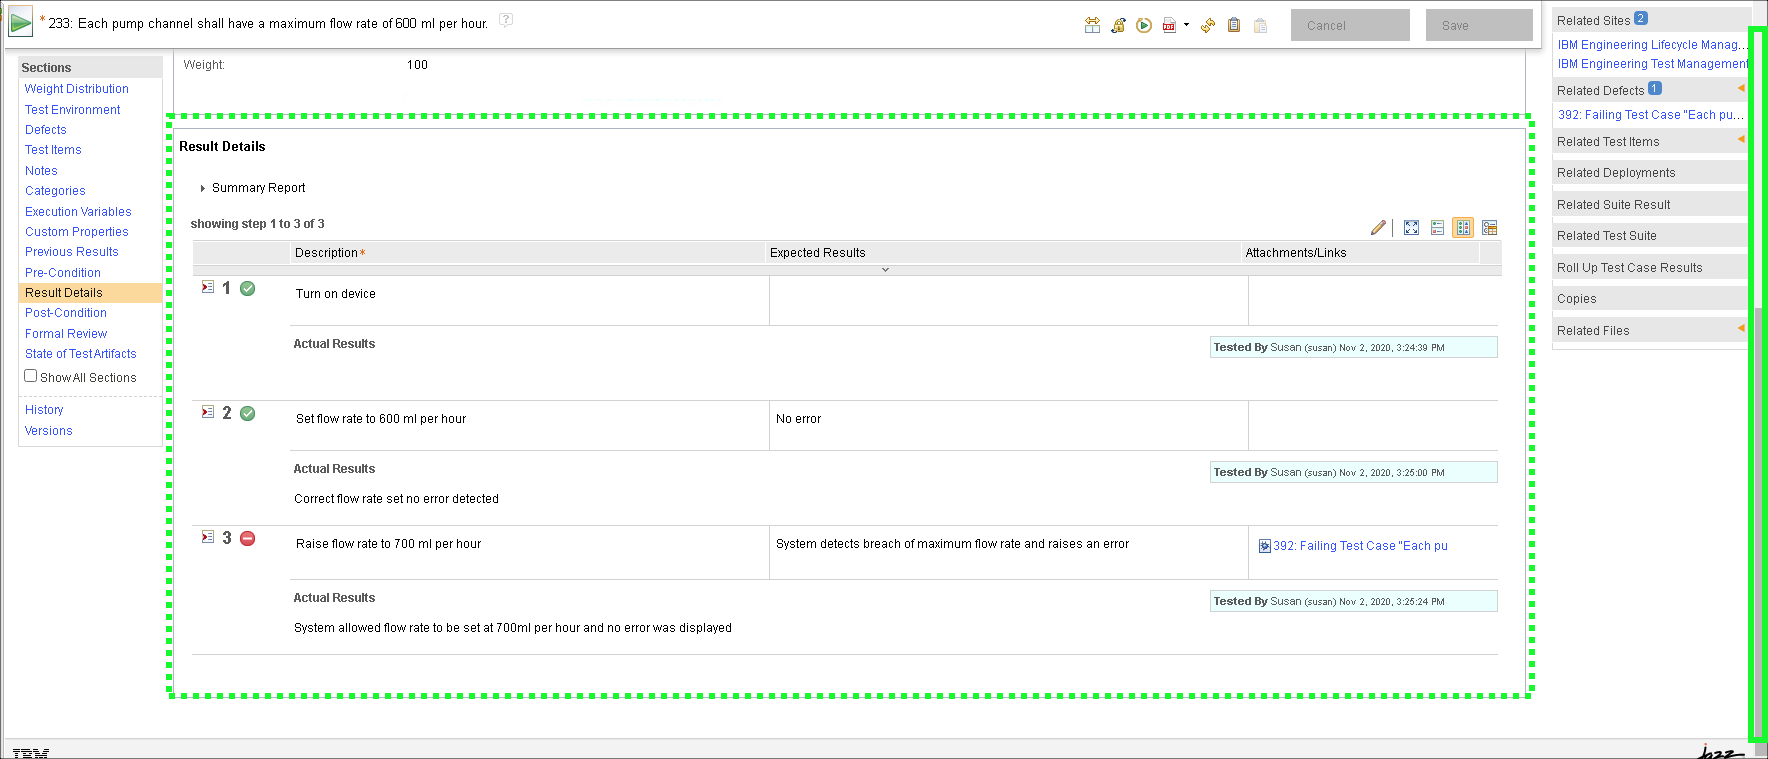 * 233: Each pump channel shall have a maximum flow rate of 600 ml per hour. ?
PDF
Cancel
Save
Sections
Weight Distribution
Test Environment
Defects
Test Items
Notes
Categories
Execution Variables
Custom Properties
Previous Results
Pre-Condition
Result Details
Post-Condition
Formal Review
State of Test Artifacts
Show All Sections
History
Versions
Weight: 100
Result Details
Summary Report
showing step 1 to 3 of 3
Description* Expected Results Attachments/Links
1 Turn on device
Actual Results
Tested By Susan (susan) Nov 2, 2020, 3:24:39 PM
2 Set flow rate to 600 ml per hour No error
Actual Results
Tested By Susan (susan) Nov 2, 2020, 3:25:00 PM
Correct flow rate set no error detected
3 Raise flow rate to 700 ml per hour System detects breach of maximum flow rate and raises an error 392: Failing Test Case "Each pu
Actual Results
Tested By Susan (susan) Nov 2, 2020, 3:25:24 PM
System allowed flow rate to be set at 700ml per hour and no error was displayed
Related Sites 2
IBM Engineering Lifecycle Manag...
IBM Engineering Test Management
Related Defects 1
392: Failing Test Case "Each pu...
Related Test Items
Related Deployments
Related Suite Result
Related Test Suite
Roll Up Test Case Results
Copies
Related Files
IBM
jazz